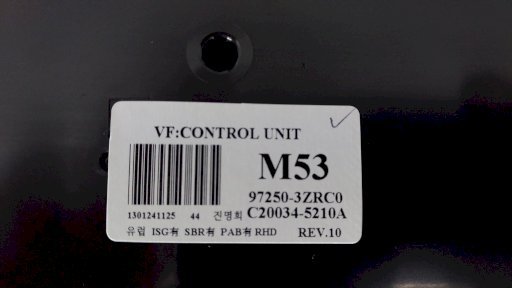 VF:CONTROL UNIT
M53
97250-3ZRC0
1301241125 44 진명희 C20034-5210A
유럽 ISG有 SBR有 PAB有 RHD REV.10